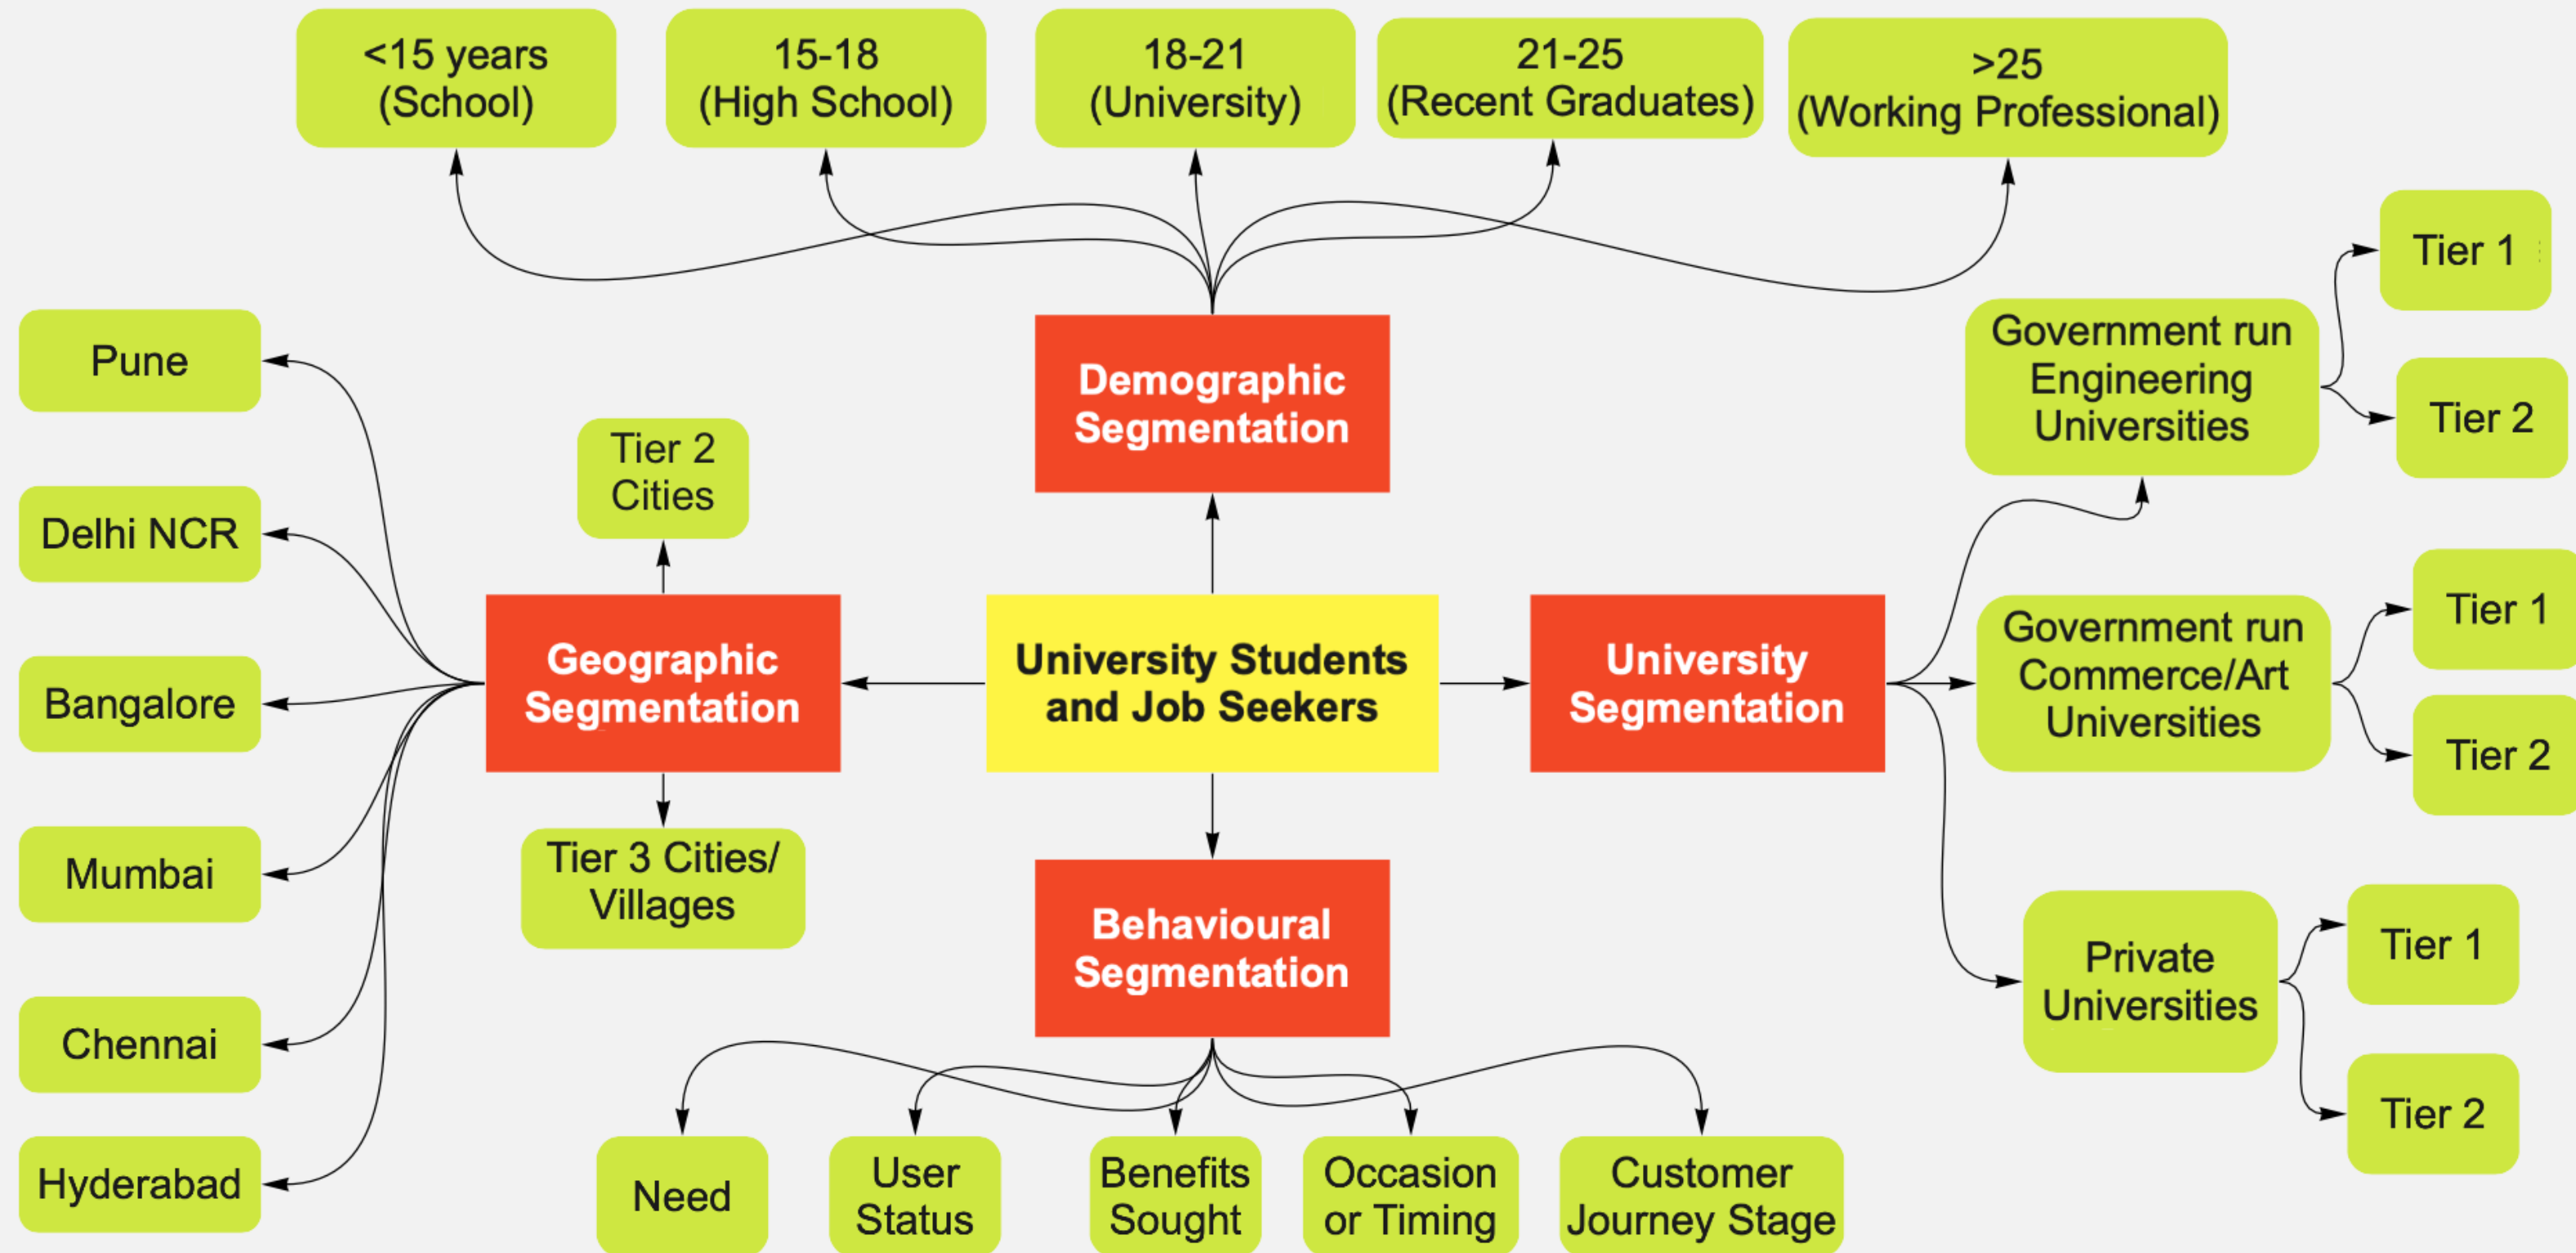 <15 years
(School)
15-18
(High School)
18-21
(University)
21-25
(Recent Graduates)
>25
(Working Professional)
Demographic
Segmentation
Pune
Delhi NCR
Bangalore
Mumbai
Chennai
Hyderabad
Tier 2
Cities
Geographic
Segmentation
Tier 3 Cities/
Villages
University Students
and Job Seekers
University
Segmentation
Government run
Engineering
Universities
Tier 1
Tier 2
Government run
Commerce/Art
Universities
Tier 1
Tier 2
Private
Universities
Tier 1
Tier 2
Behavioural
Segmentation
Need
User
Status
Benefits
Sought
Occasion
or Timing
Customer
Journey Stage